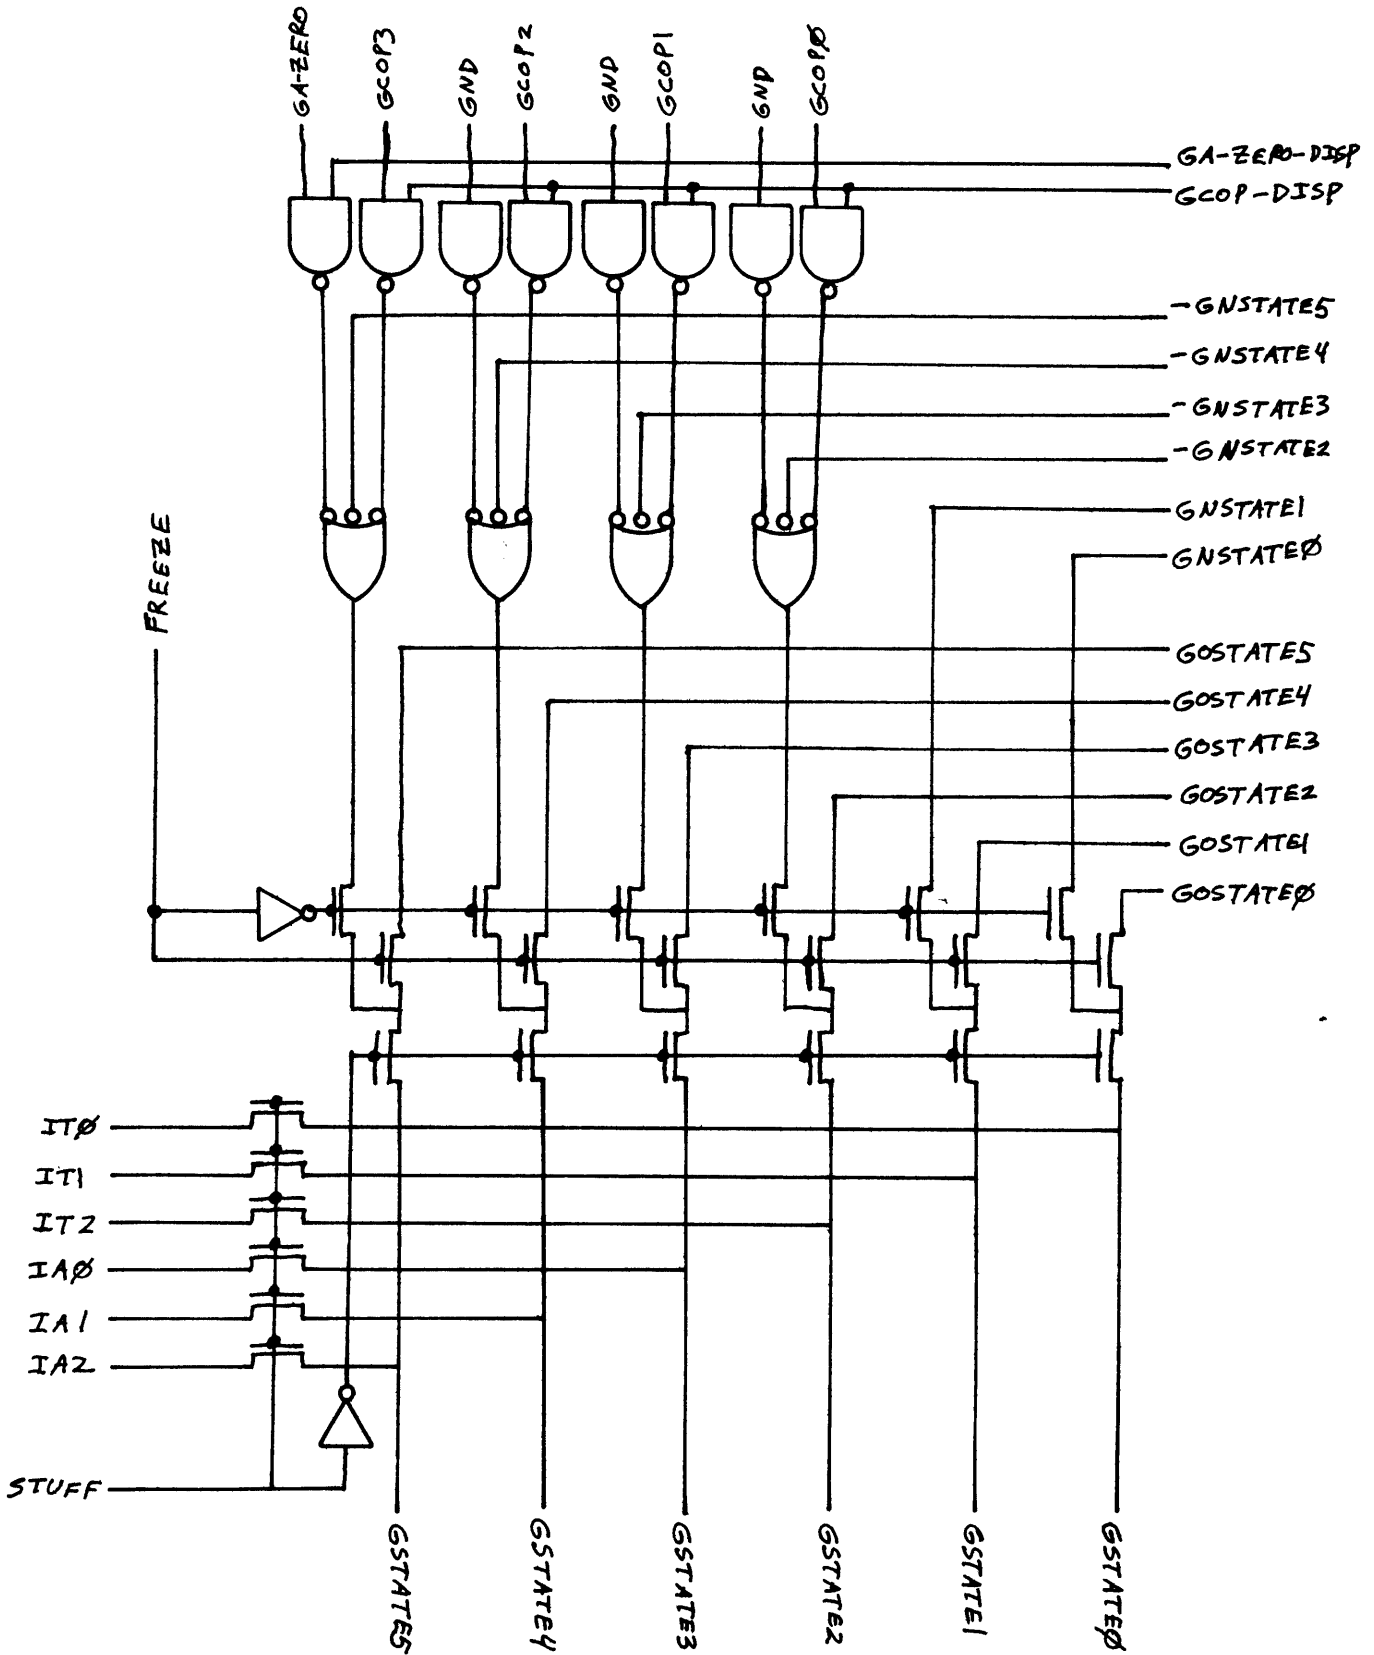 GA-ZERO
GCOP3
GND
GCOP2
GND
GCOP1
GND
GCOPØ
GA-ZERO-DISP
GCOP-DISP
-GNSTATE5
-GNSTATE4
-GNSTATE3
-GNSTATE2
GNSTATE1
GNSTATEØ
FREEZE
GOSTATE5
GOSTATE4
GOSTATE3
GOSTATE2
GOSTATE1
GOSTATEØ
ITØ
IT1
IT2
IAØ
IA1
IA2
STUFF
GSTATE5
GSTATE4
GSTATE3
GSTATE2
GSTATE1
GSTATEØ